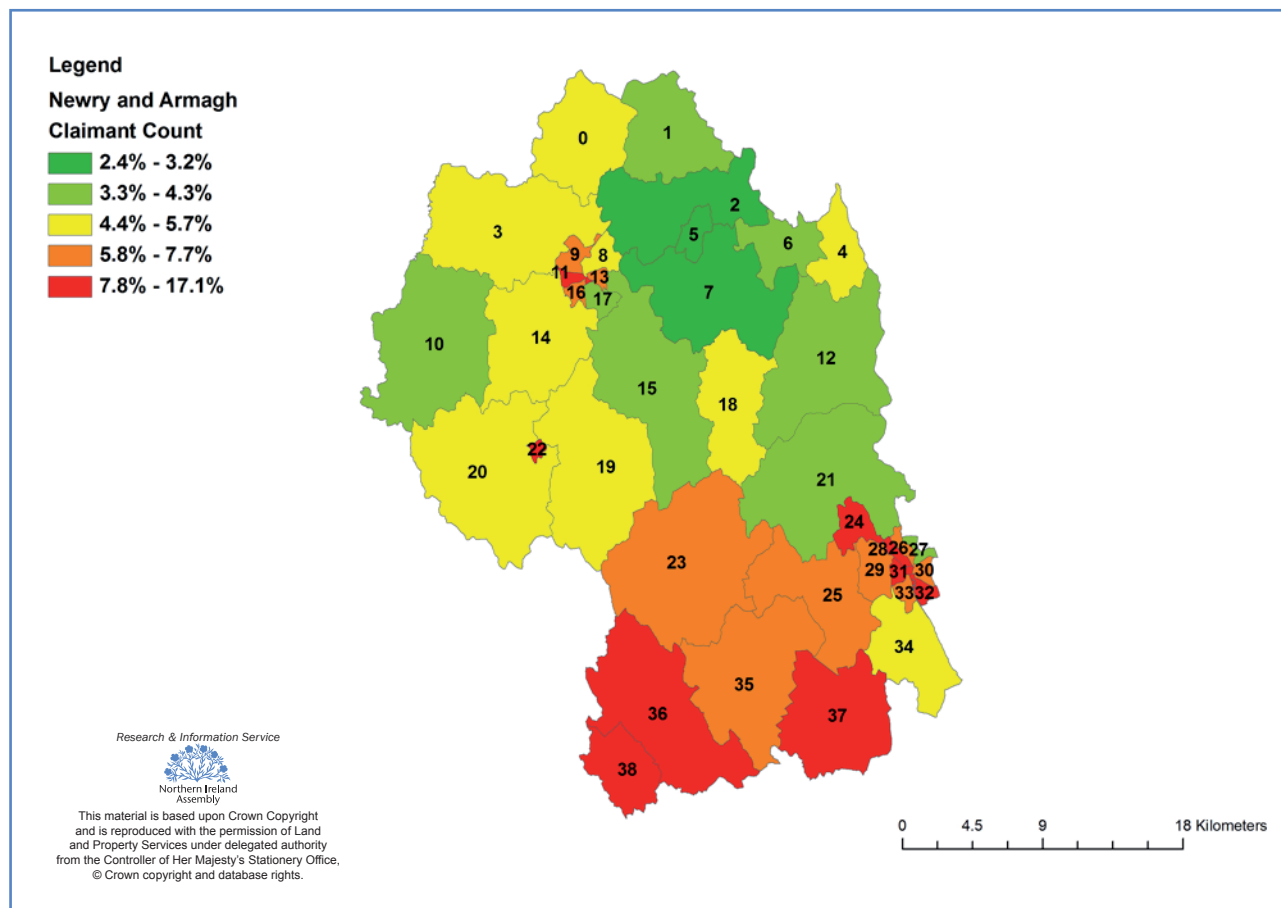 Legend
Newry and Armagh
Claimant Count
2.4% - 3.2%
3.3% - 4.3%
4.4% - 5.7%
5.8% - 7.7%
7.8% - 17.1%
0
1
2
3
4
5
6
7
8
9
10
11
12
13
14
15
16
17
18
19
20
21
22
23
24
25
26
27
28
29
30
31
32
33
34
35
36
37
38
Research & Information Service
Northern Ireland
Assembly
This material is based upon Crown Copyright
and is reproduced with the permission of Land
and Property Services under delegated authority
from the Controller of Her Majesty's Stationery Office,
© Crown copyright and database rights.
0 4.5 9 18 Kilometers